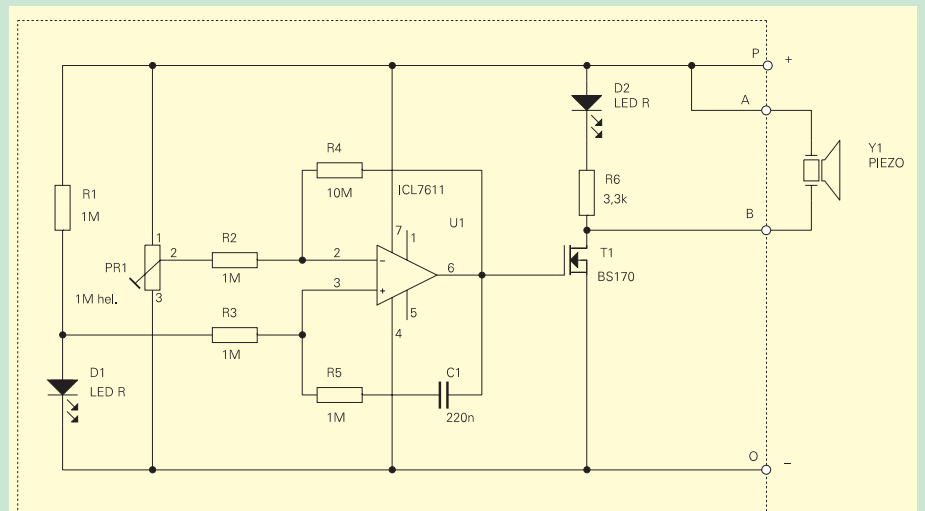 P
+
D2
LED R
A
Y1
PIEZO
R4
10M
ICL7611
R6
3,3k
R1
1M
U1
B
1
7
1
R2
2
2
PR1
1M
6
T1
BS170
3
3
1M hel.
R3
5
4
1M
D1
LED R
R5
C1
1M
220n
O
−
−
+